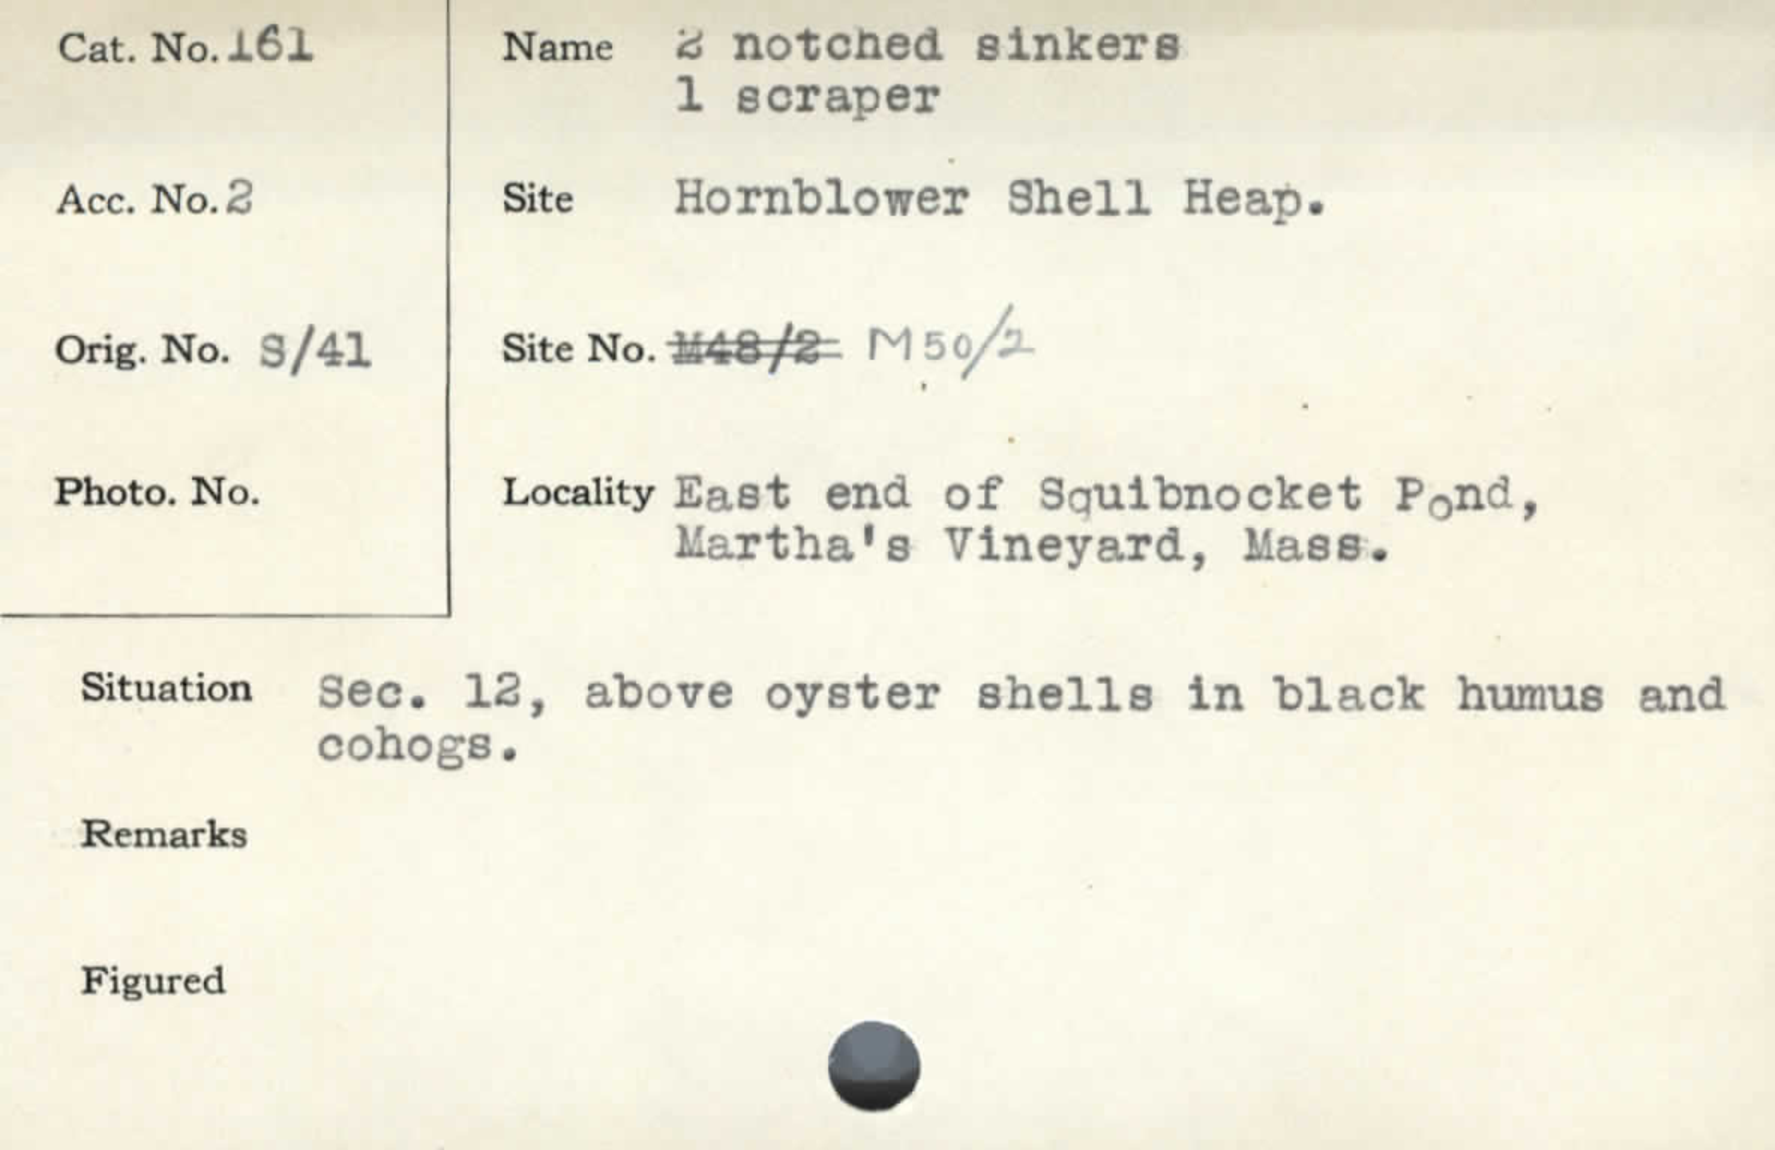 Cat. No. 161
Name 2 notched sinkers
1 scraper
Acc. No. 2
Site Hornblower Shell Heap.
Orig. No. S/41
Site No. M48/2 M50/2
Photo. No.
Locality East end of Squibnocket Pond,
Martha's Vineyard, Mass.
Situation Sec. 12, above oyster shells in black humus and
cohogs.
Remarks
Figured